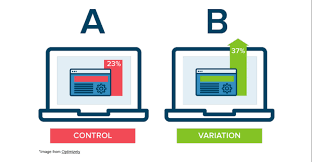 A
B
23%
37%
CONTROL
VARIATION
*Image from Optimizely